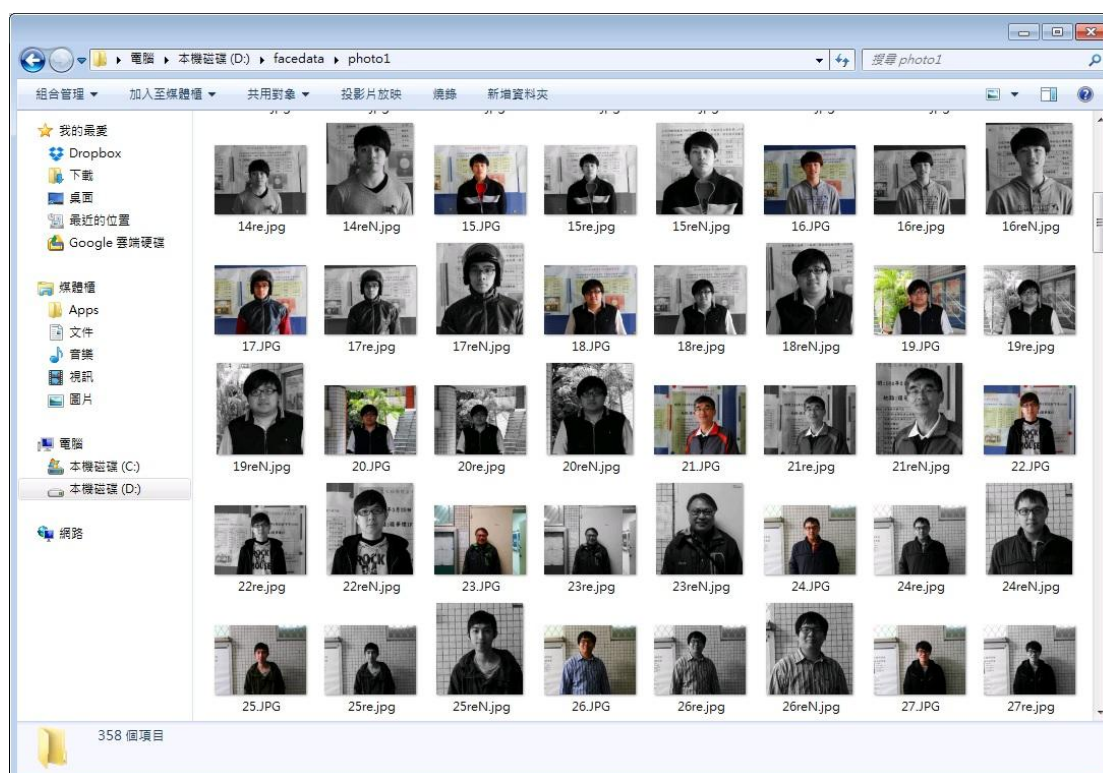 電腦 ▸ 本機磁碟 (D:) ▸ facedata ▸ photo1
搜尋 photo1
組合管理 ▼ 加入至媒體櫃 ▼ 共用對象 ▼ 投影片放映 燒錄 新增資料夾
我的最愛
Dropbox
下載
桌面
最近的位置
Google 雲端硬碟
媒體櫃
Apps
文件
音樂
視訊
圖片
電腦
本機磁碟 (C:)
本機磁碟 (D:)
網路
14re.jpg 14reN.jpg 15.JPG 15re.jpg 15reN.jpg 16.JPG 16re.jpg 16reN.jpg
17.JPG 17re.jpg 17reN.jpg 18.JPG 18re.jpg 18reN.jpg 19.JPG 19re.jpg
19reN.jpg 20.JPG 20re.jpg 20reN.jpg 21.JPG 21re.jpg 21reN.jpg 22.JPG
ROCK
22re.jpg 22reN.jpg 23.JPG 23re.jpg 23reN.jpg 24.JPG 24re.jpg 24reN.jpg
25.JPG 25re.jpg 25reN.jpg 26.JPG 26re.jpg 26reN.jpg 27.JPG 27re.jpg
358 個項目